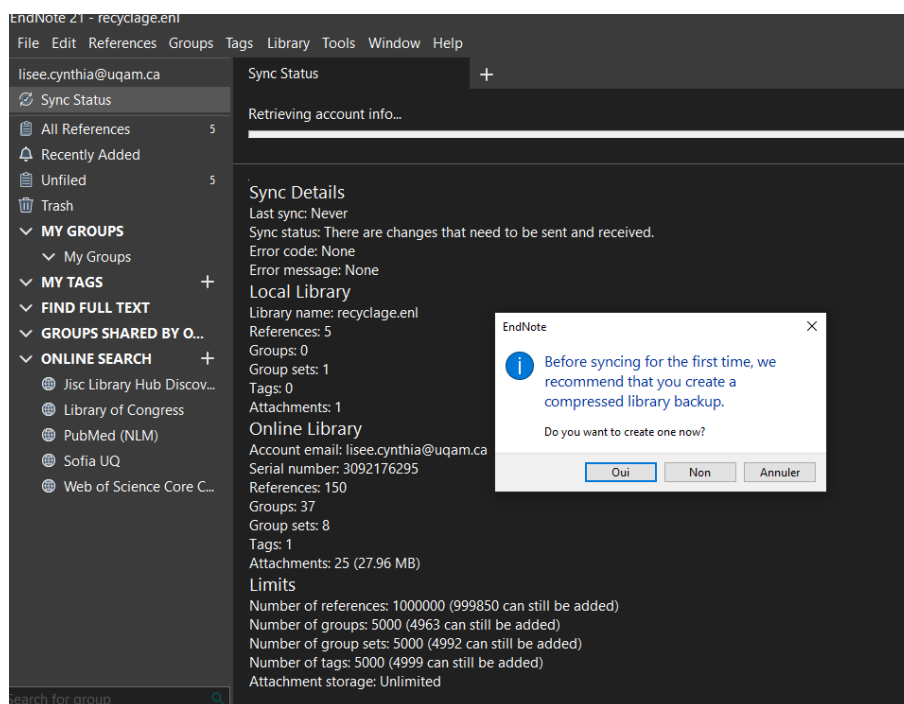 EndNote 21 - recyclage.enl
File Edit References Groups Tags Library Tools Window Help
lisee.cynthia@uqam.ca
Sync Status
All References 5
Recently Added
Unfiled 5
Trash
MY GROUPS
My Groups
MY TAGS +
FIND FULL TEXT
GROUPS SHARED BY O...
ONLINE SEARCH +
Jisc Library Hub Discov...
Library of Congress
PubMed (NLM)
Sofia UQ
Web of Science Core C...
Search for group
Sync Status +
Retrieving account info...
Sync Details
Last sync: Never
Sync status: There are changes that need to be sent and received.
Error code: None
Error message: None
Local Library
Library name: recyclage.enl
References: 5
Groups: 0
Group sets: 1
Tags: 0
Attachments: 1
Online Library
Account email: lisee.cynthia@uqam.ca
Serial number: 3092176295
References: 150
Groups: 37
Group sets: 8
Tags: 1
Attachments: 25 (27.96 MB)
Limits
Number of references: 1000000 (999850 can still be added)
Number of groups: 5000 (4963 can still be added)
Number of group sets: 5000 (4992 can still be added)
Number of tags: 5000 (4999 can still be added)
Attachment storage: Unlimited
EndNote
Before syncing for the first time, we
recommend that you create a
compressed library backup.
Do you want to create one now?
Oui Non Annuler